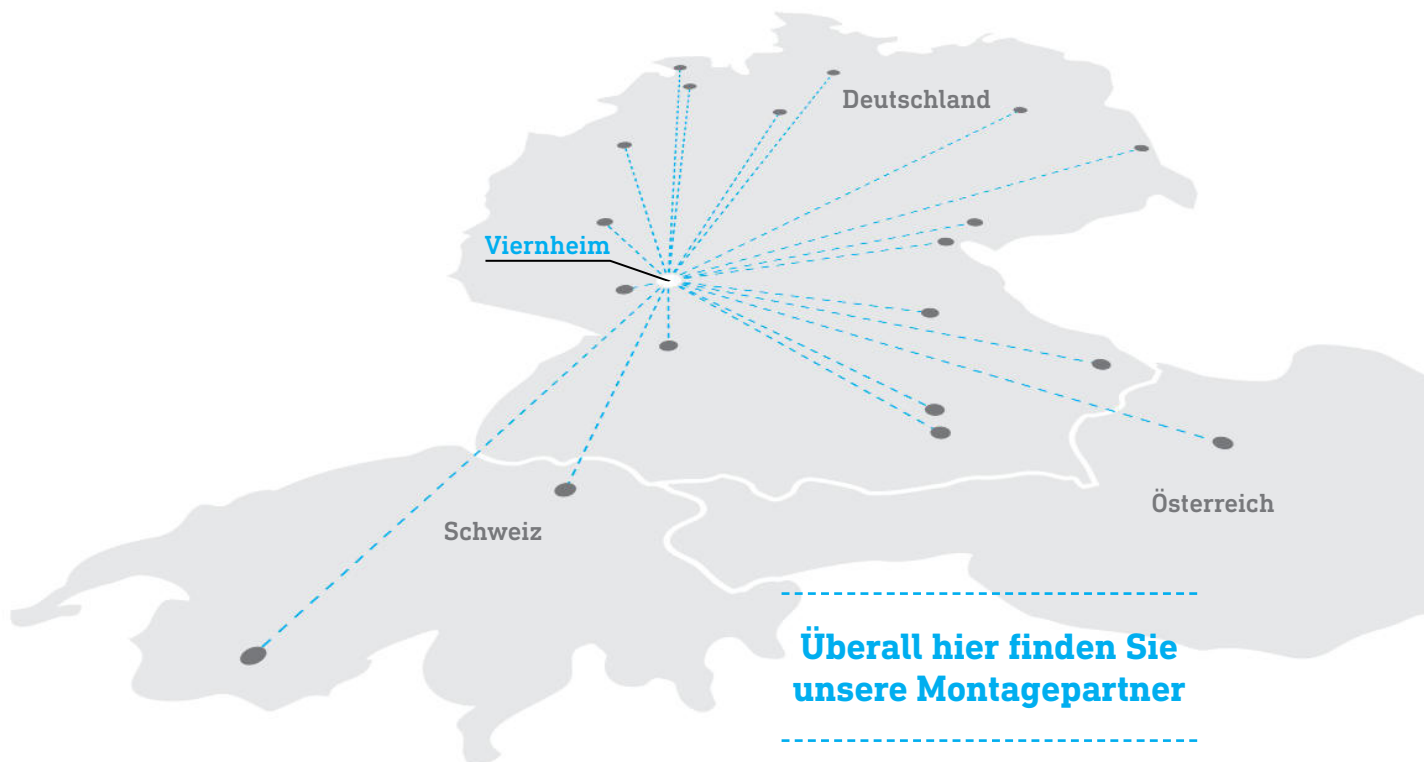 Deutschland
Viernheim
Österreich
Schweiz
Überall hier finden Sie
unsere Montagepartner